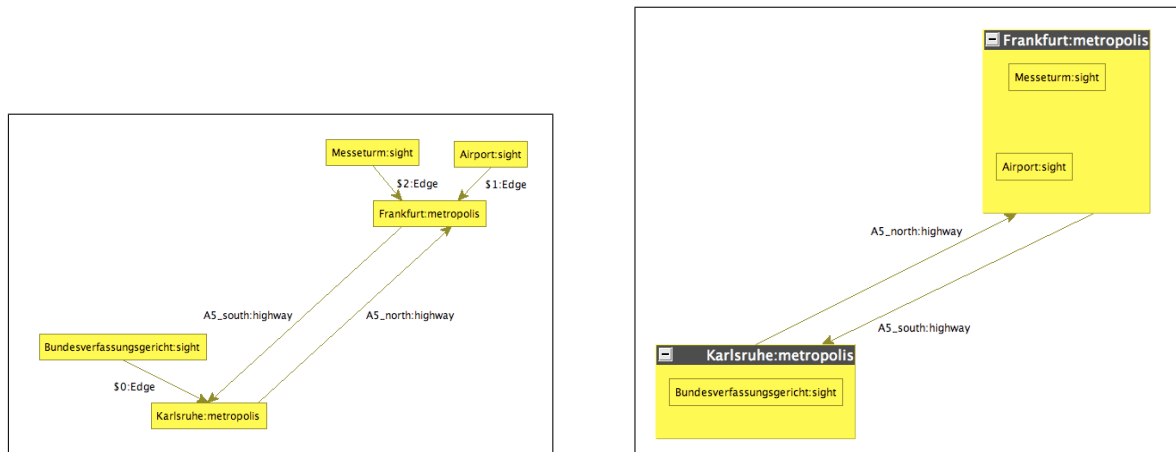 Messeturm:sight
Airport:sight
$2:Edge
$1:Edge
Frankfurt:metropolis
A5_south:highway
A5_north:highway
Bundesverfassungsgericht:sight
$0:Edge
Karlsruhe:metropolis
Frankfurt:metropolis
Messeturm:sight
Airport:sight
A5_north:highway
A5_south:highway
Karlsruhe:metropolis
Bundesverfassungsgericht:sight